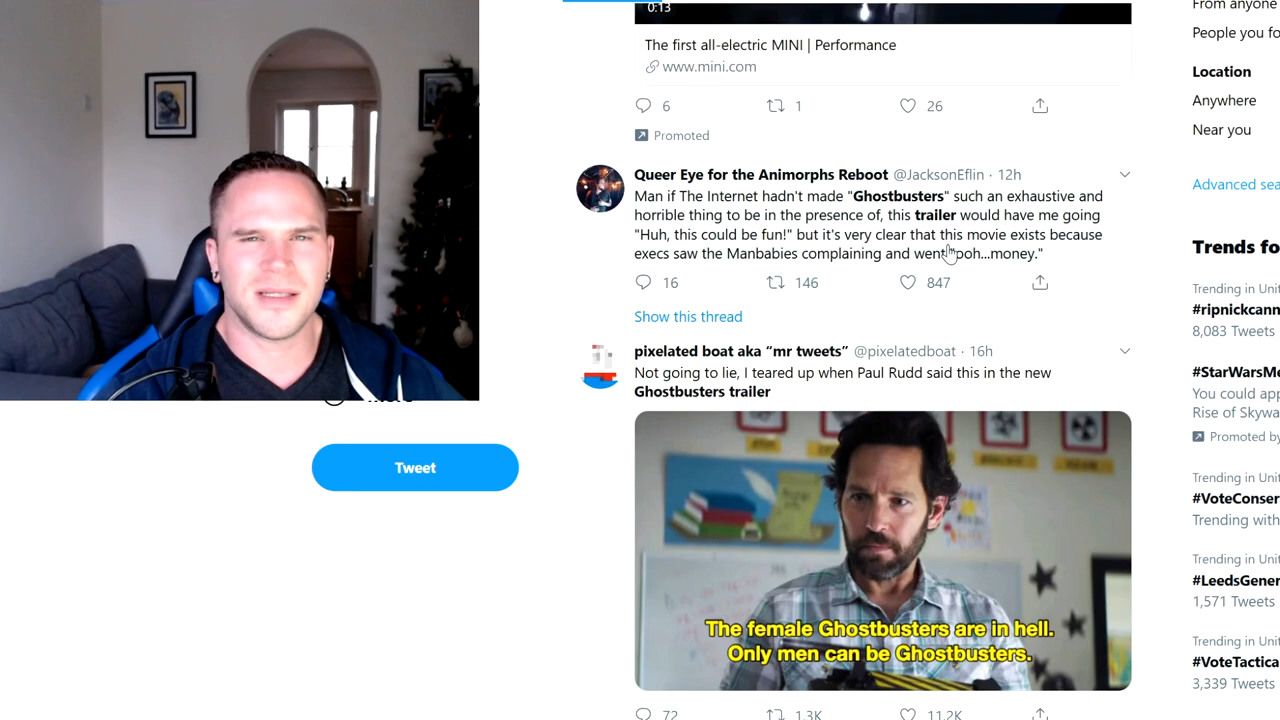 0:13
The first all-electric MINI | Performance
www.mini.com
6
1
26
Promoted
Queer Eye for the Animorphs Reboot @JacksonEflin · 12h
Man if The Internet hadn't made "Ghostbusters" such an exhaustive and
horrible thing to be in the presence of, this trailer would have me going
"Huh, this could be fun!" but it's very clear that this movie exists because
execs saw the Manbabies complaining and went "ooh...money."
16
146
847
Show this thread
pixelated boat aka “mr tweets” @pixelatedboat · 16h
Not going to lie, I teared up when Paul Rudd said this in the new
Ghostbusters trailer
The female Ghostbusters are in hell.
Only men can be Ghostbusters.
72
1.3K
11.2K
Tweet
From anyone
People you fo
Location
Anywhere
Near you
Advanced sea
Trends fo
Trending in Unit
#ripnickcann
8,083 Tweets
#StarWarsMe
You could app
Rise of Skywa
Promoted by
Trending in Unit
#VoteConser
Trending with
Trending in Unit
#LeedsGener
1,571 Tweets
Trending in Unit
#VoteTactica
3,339 Tweets